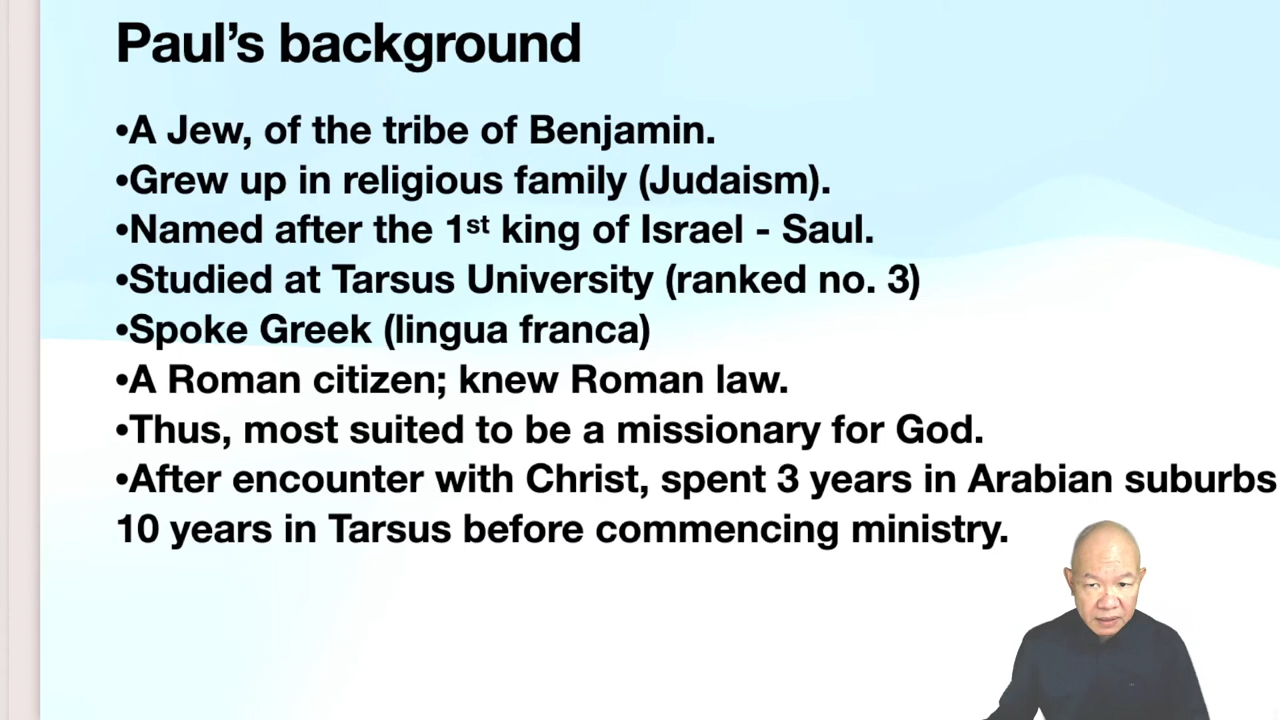 Paul’s background
•A Jew, of the tribe of Benjamin.
•Grew up in religious family (Judaism).
•Named after the 1st king of Israel - Saul.
•Studied at Tarsus University (ranked no. 3)
•Spoke Greek (lingua franca)
•A Roman citizen; knew Roman law.
•Thus, most suited to be a missionary for God.
•After encounter with Christ, spent 3 years in Arabian suburbs
10 years in Tarsus before commencing ministry.